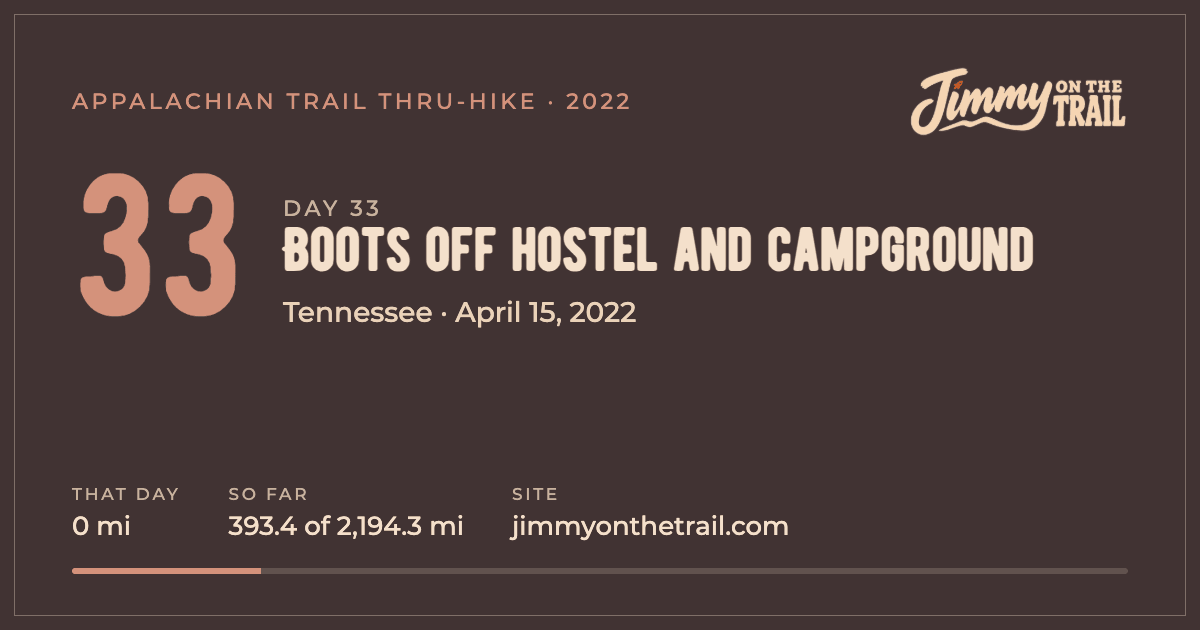 APPALACHIAN TRAIL THRU-HIKE · 2022
Jimmy ON THE TRAIL
33
DAY 33
BOOTS OFF HOSTEL AND CAMPGROUND
Tennessee · April 15, 2022
THAT DAY
0 mi
SO FAR
393.4 of 2,194.3 mi
SITE
jimmyonthetrail.com